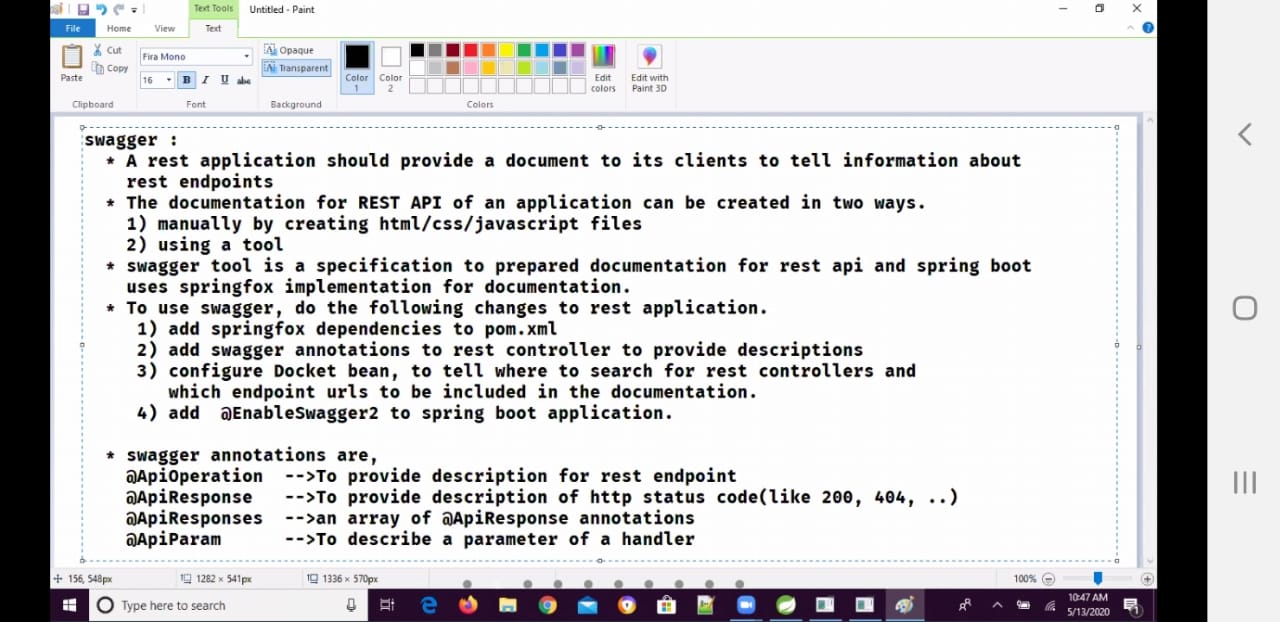 Text Tools
Untitled - Paint
File
Home
View
Text
Paste
Cut
Copy
Clipboard
Fira Mono
16
B I U abc
Font
Opaque
Transparent
Background
Color 1
Color 2
Edit colors
Colors
Edit with Paint 3D
swagger :
* A rest application should provide a document to its clients to tell information about
rest endpoints
* The documentation for REST API of an application can be created in two ways.
1) manually by creating html/css/javascript files
2) using a tool
* swagger tool is a specification to prepared documentation for rest api and spring boot
uses springfox implementation for documentation.
* To use swagger, do the following changes to rest application.
1) add springfox dependencies to pom.xml
2) add swagger annotations to rest controller to provide descriptions
3) configure Docket bean, to tell where to search for rest controllers and
which endpoint urls to be included in the documentation.
4) add @EnableSwagger2 to spring boot application.
* swagger annotations are,
@ApiOperation -->To provide description for rest endpoint
@ApiResponse -->To provide description of http status code(like 200, 404, ..)
@ApiResponses -->an array of @ApiResponse annotations
@ApiParam -->To describe a parameter of a handler
156, 548px
1282 × 541px
1336 × 570px
100%
Type here to search
10:47 AM
5/13/2020
1